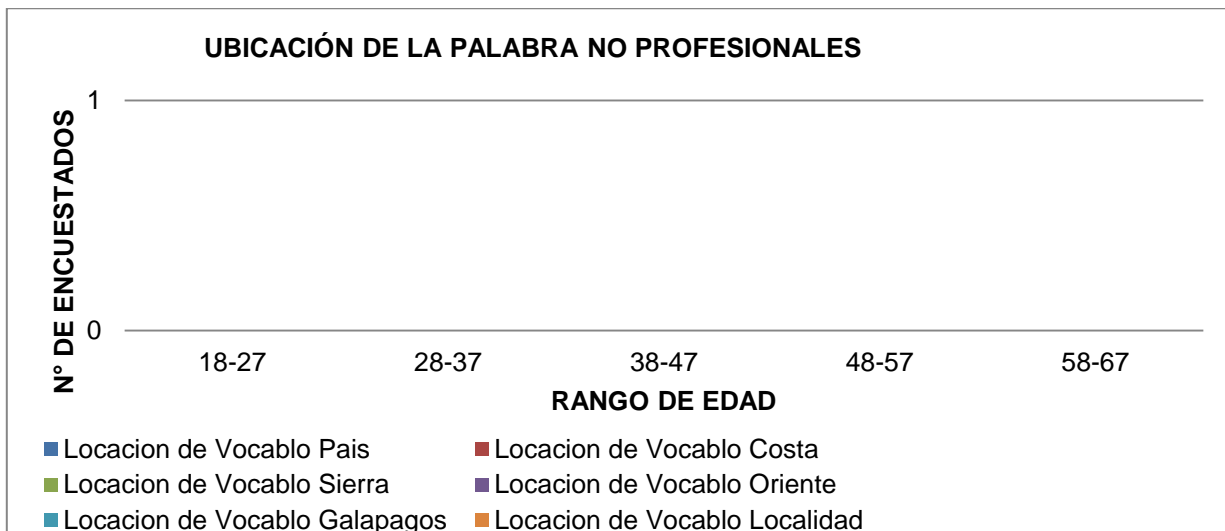 UBICACIÓN DE LA PALABRA NO PROFESIONALES
N° DE ENCUESTADOS
1
0
18-27 28-37 38-47 48-57 58-67
RANGO DE EDAD
Locacion de Vocablo Pais Locacion de Vocablo Costa
Locacion de Vocablo Sierra Locacion de Vocablo Oriente
Locacion de Vocablo Galapagos Locacion de Vocablo Localidad